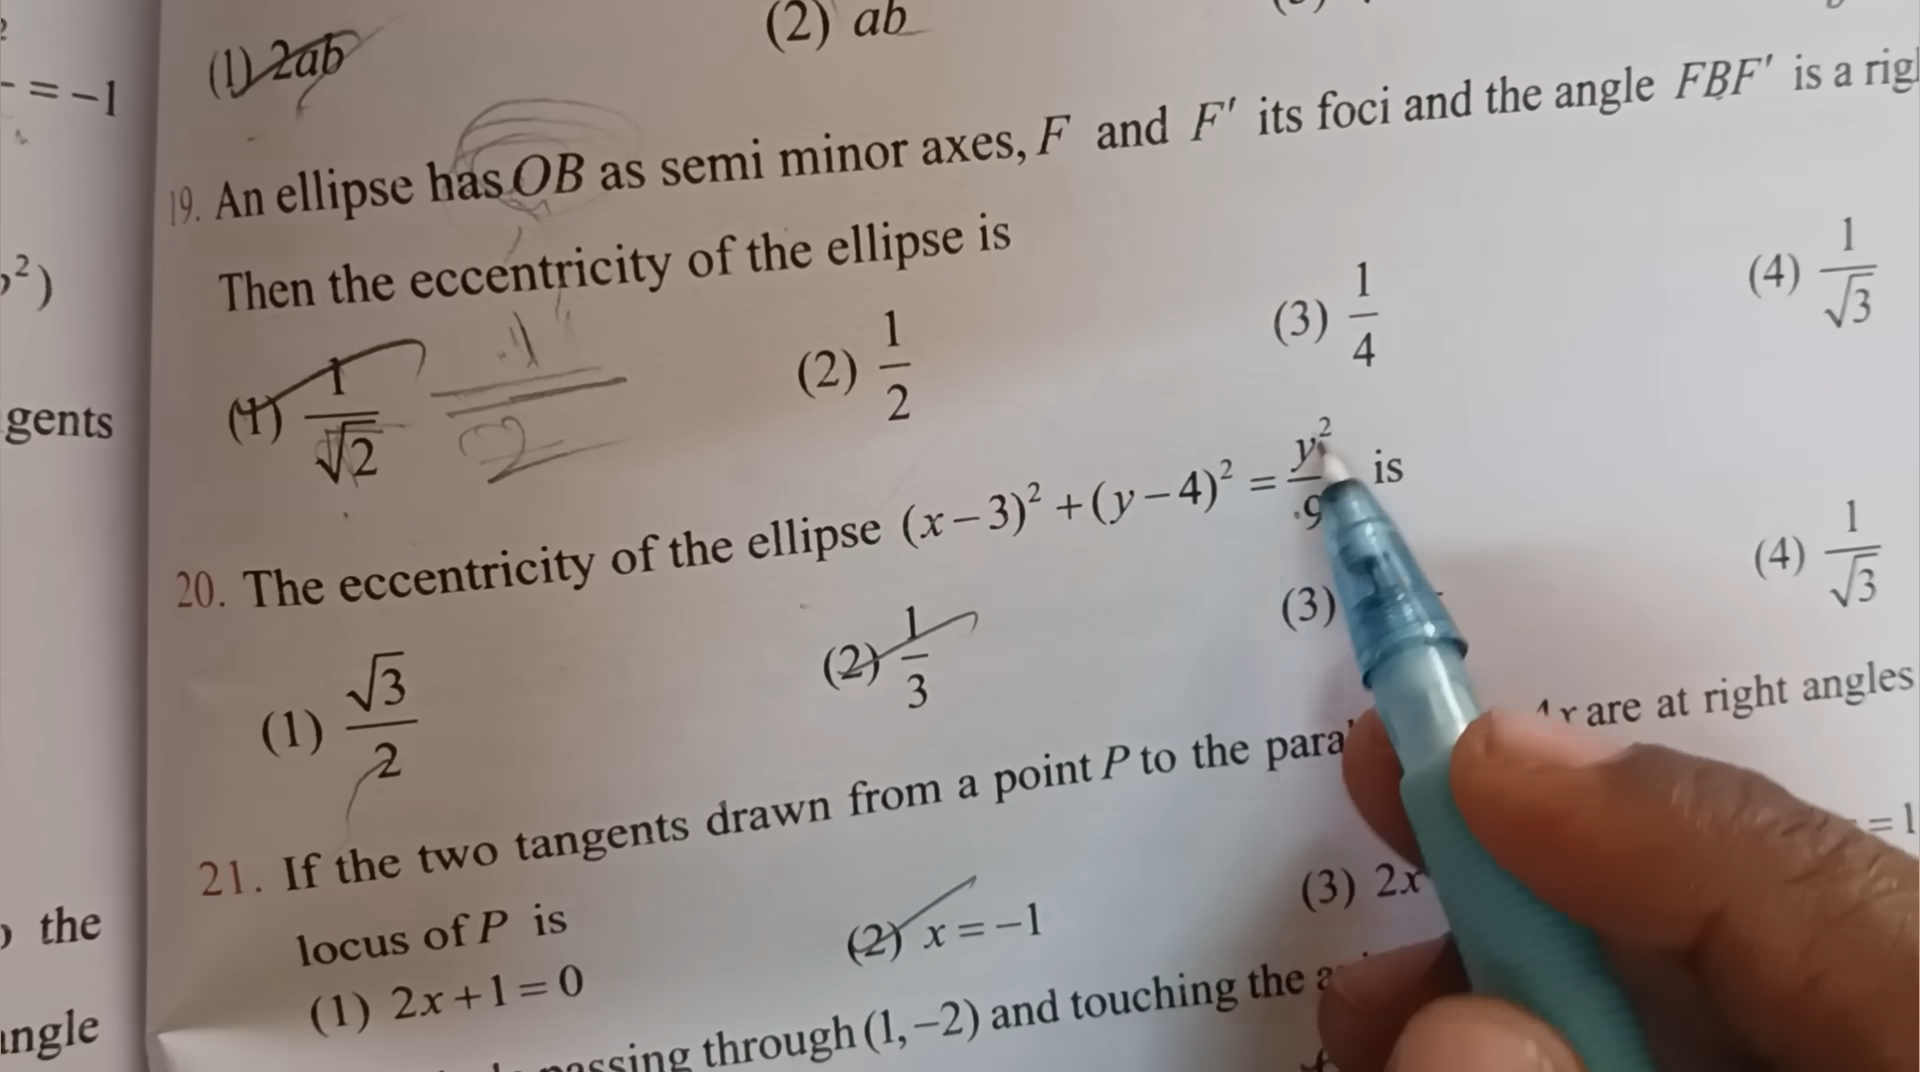 = -1
(1) 2ab (2) ab
19. An ellipse has OB as semi minor axes, F and F′ its foci and the angle FBF′ is a
Then the eccentricity of the ellipse is
(1) 1/√2 1/2 (2) 1/2 (3) 1/4 (4) 1/√3
20. The eccentricity of the ellipse (x – 3)² + (y – 4)² = y²/9 is
(1) √3/2 (2) 1/3 (3) (4) 1/√3
21. If the two tangents drawn from a point P to the are at right angles
locus of P is
(1) 2x + 1 = 0 (2) x = –1 (3) 2x = 1
through (1, –2) and touching the
gents
the